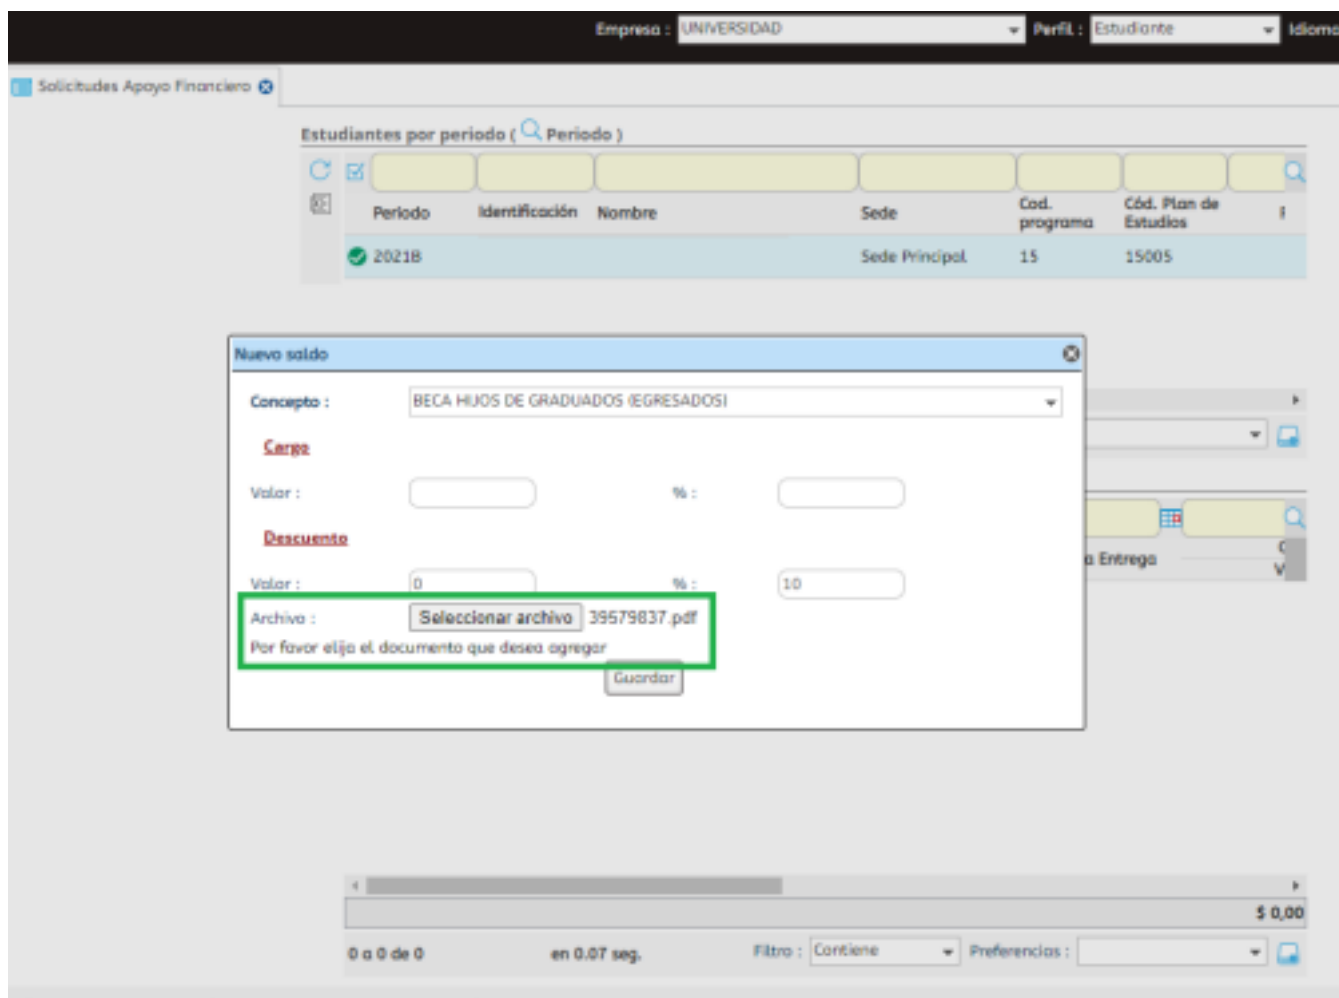 Empresa : UNIVERSIDAD Perfil : Estudiante Idioma
Solicitudes Apoyo Financiero
Estudiantes por periodo ( Periodo )
Periodo Identificación Nombre Sede Cod. programa Cód. Plan de Estudios
2021B Sede Principal 15 15005
Nuevo saldo
Concepto : BECA HIJOS DE GRADUADOS (EGRESADOS)
Cargo
Valor : % :
Descuento
Valor : 0 % : 10
a Entrega
Archivo : Seleccionar archivo 39579837.pdf
Por favor elija el documento que desea agregar
Guardar
$ 0,00
0 a 0 de 0 en 0.07 seg. Filtro : Contiene Preferencias :